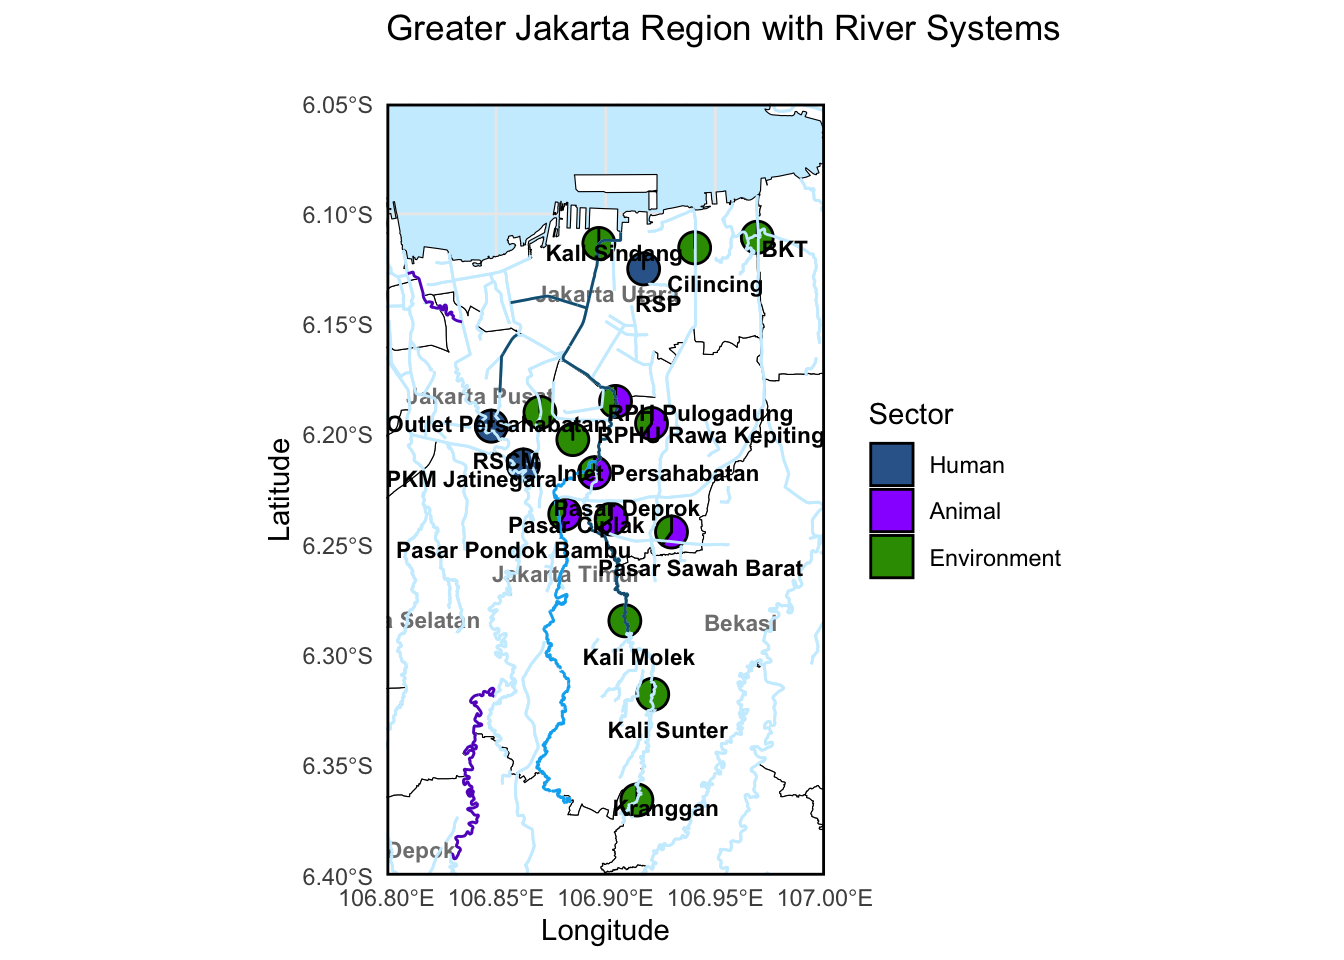 Greater Jakarta Region with River Systems
6.05°S
6.10°S
6.15°S
6.20°S
6.25°S
6.30°S
6.35°S
6.40°S
Latitude
Kali Sindang
BKT
Cilincing
Jakarta Utara
RSP
Jakarta Pusat
RPH Pulogadung
Outlet Persahabatan
RPHU Rawa Kepiting
RSCM
PKM Jatinegara
Inlet Persahabatan
Pasar Deprok
Pasar Ciplak
Pasar Pondok Bambu
Pasar Sawah Barat
Jakarta Timur
a Selatan
Bekasi
Kali Molek
Kali Sunter
Kranggan
Depok
106.80°E
106.85°E
106.90°E
106.95°E
107.00°E
Longitude
Sector
Human
Animal
Environment